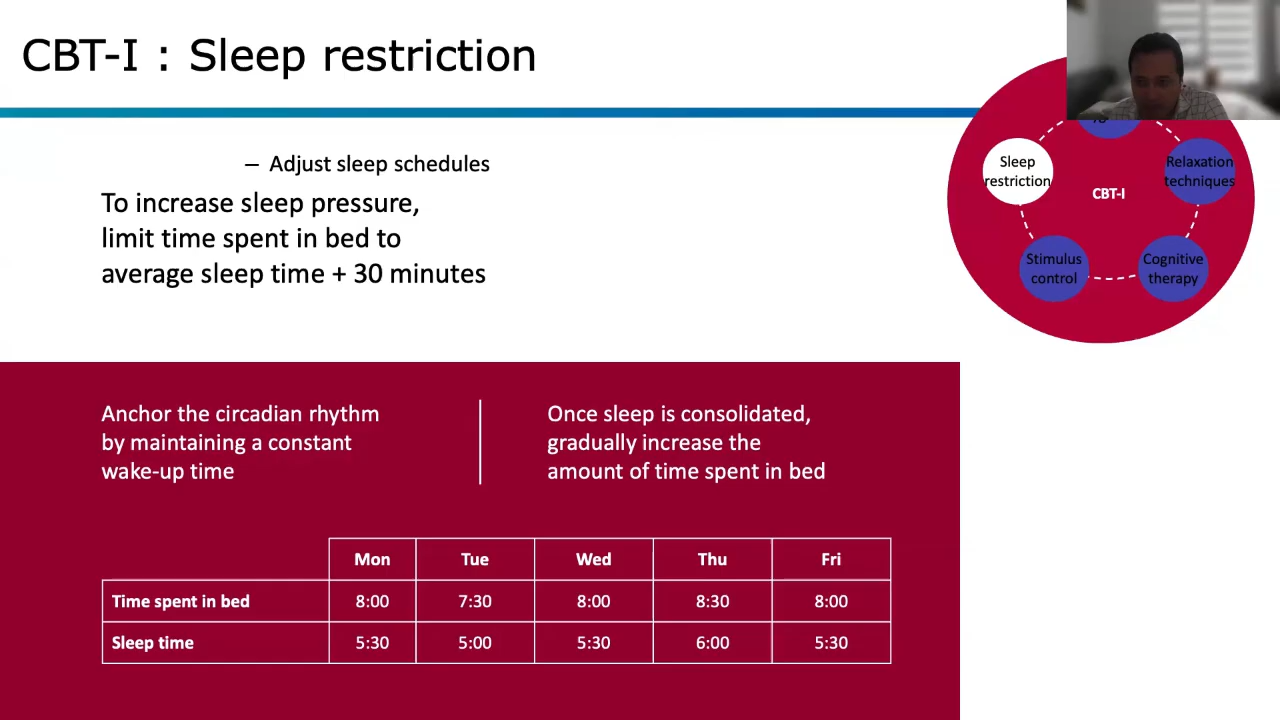 CBT-I : Sleep restriction
– Adjust sleep schedules
To increase sleep pressure,
limit time spent in bed to
average sleep time + 30 minutes
Sleep
restriction
Relaxation
techniques
CBT-I
Stimulus
control
Cognitive
therapy
Anchor the circadian rhythm
by maintaining a constant
wake-up time
Once sleep is consolidated,
gradually increase the
amount of time spent in bed
Mon Tue Wed Thu Fri
Time spent in bed 8:00 7:30 8:00 8:30 8:00
Sleep time 5:30 5:00 5:30 6:00 5:30